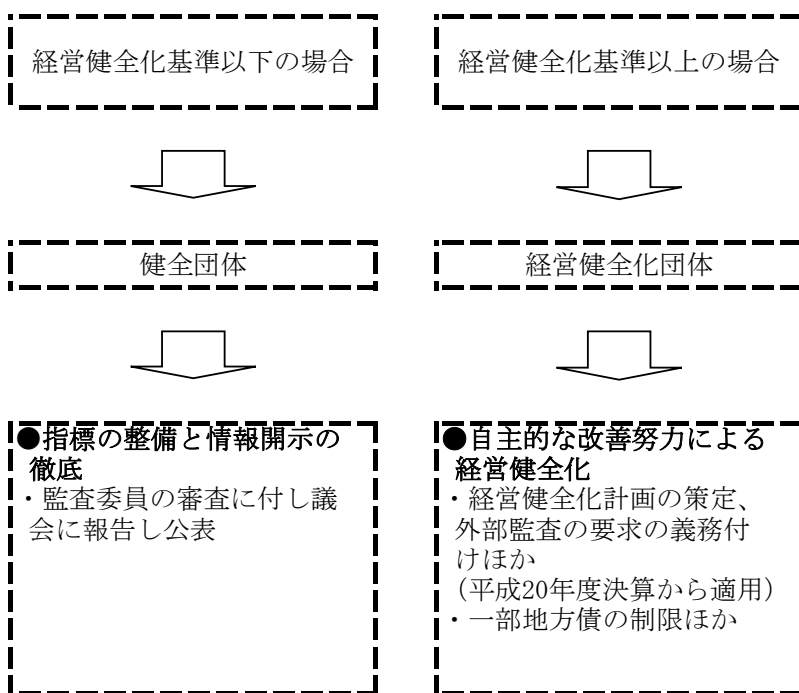 経営健全化基準以下の場合
経営健全化基準以上の場合
健全団体
経営健全化団体
●指標の整備と情報開示の
徹底
・監査委員の審査に付し議
会に報告し公表
●自主的な改善努力による
経営健全化
・経営健全化計画の策定、
外部監査の要求の義務付
けほか
（平成20年度決算から適用）
・一部地方債の制限ほか